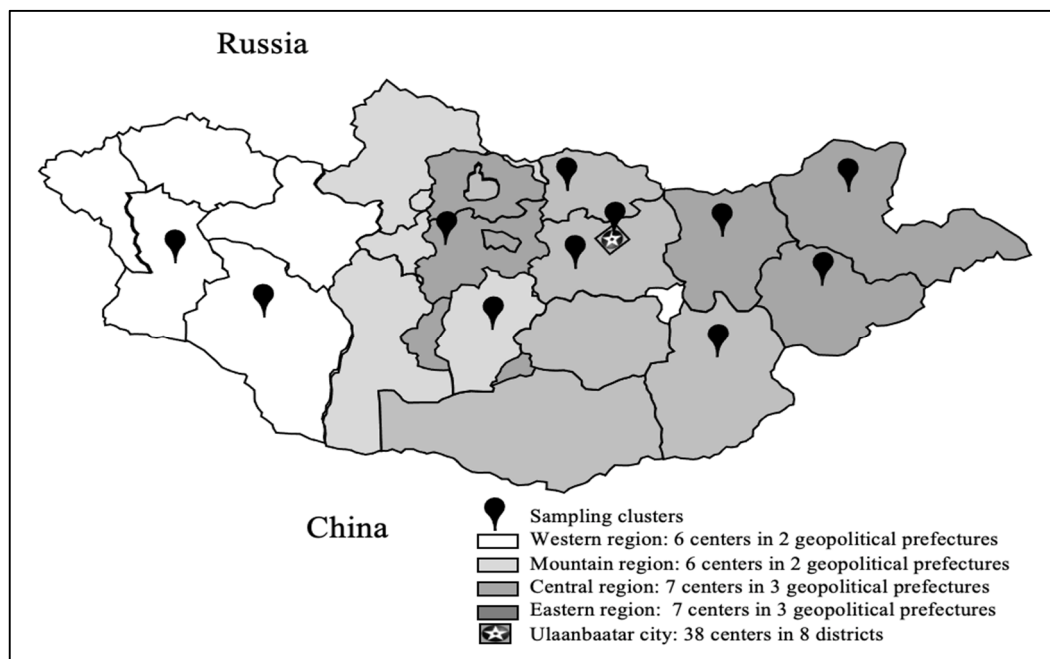 Russia
China
Sampling clusters
Western region: 6 centers in 2 geopolitical prefectures
Mountain region: 6 centers in 2 geopolitical prefectures
Central region: 7 centers in 3 geopolitical prefectures
Eastern region:  7 centers in 3 geopolitical prefectures
Ulaanbaatar city: 38 centers in 8 districts